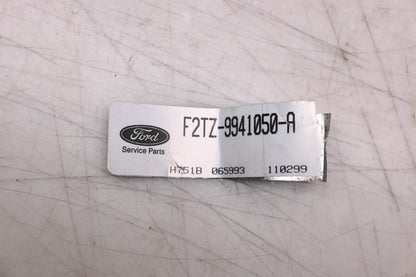 F2TZ-9941050-A
Ford
Service Parts
H751B 065993 110299